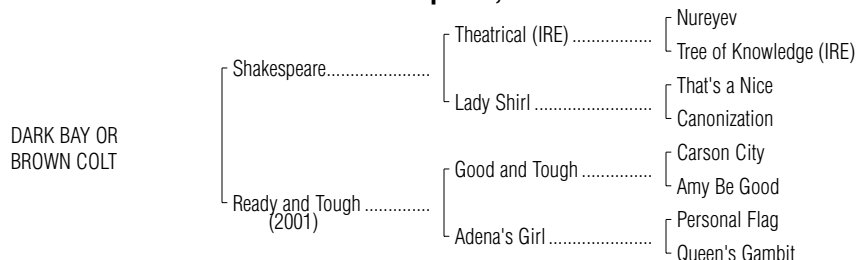 Nureyev
Theatrical (IRE)
Tree of Knowledge (IRE)
Shakespeare
That's a Nice
Lady Shirl
Canonization
DARK BAY OR
BROWN COLT
Carson City
Good and Tough
Amy Be Good
Ready and Tough
(2001)
Personal Flag
Adena's Girl
Queen's Gambit